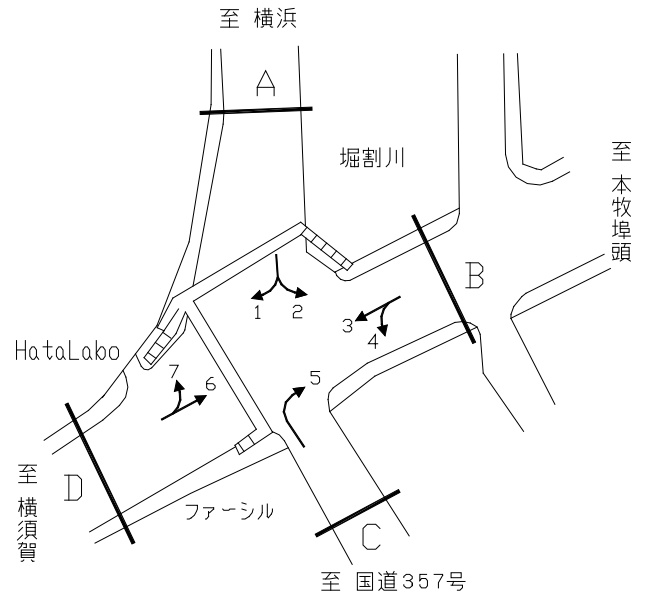 至 横浜
A
堀割川
至 本牧埠頭
B
1
2
3
4
HataLabo
7
6
5
至 横須賀
D
ファーシル
C
至 国道357号